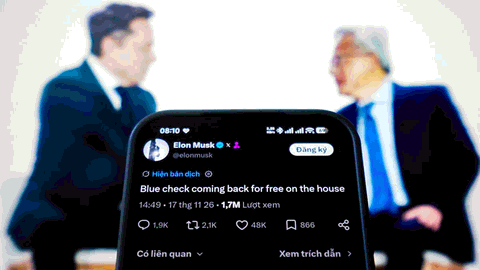 08:10
Elon Musk X
@elonmusk
Đăng ký
Hiện bản dịch
Blue check coming back for free on the house
14:49 • 17 thg 11 26 • 1,7M Lượt xem
1,9K 2,1K 48K 866
Có liên quan Xem trích dẫn